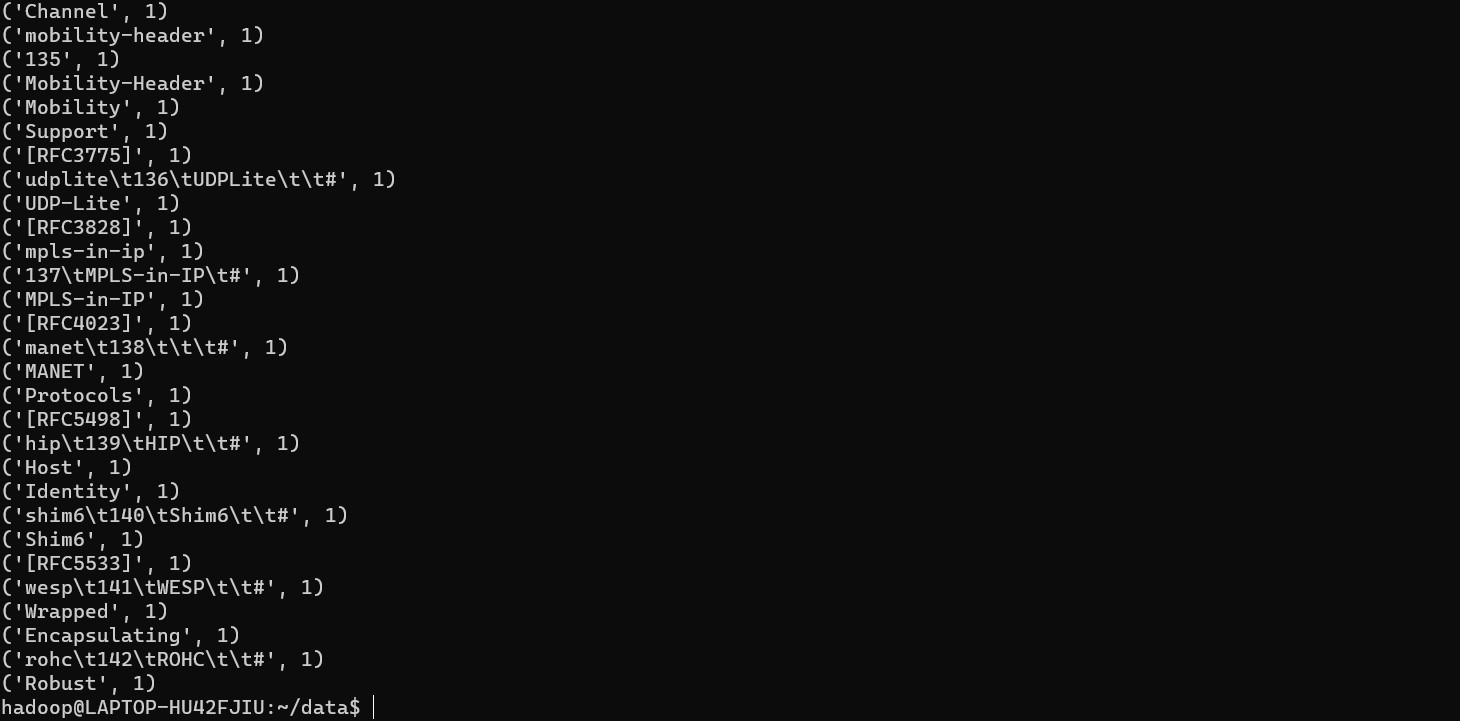 ('Channel', 1)
('mobility-header', 1)
('135', 1)
('Mobility-Header', 1)
('Mobility', 1)
('Support', 1)
('[RFC3775]', 1)
('udplite\t136\tUDPLite\t\t#', 1)
('UDP-Lite', 1)
('[RFC3828]', 1)
('mpls-in-ip', 1)
('137\tMPLS-in-IP\t#', 1)
('MPLS-in-IP', 1)
('[RFC4023]', 1)
('manet\t138\t\t\t#', 1)
('MANET', 1)
('Protocols', 1)
('[RFC5498]', 1)
('hip\t139\tHIP\t\t#', 1)
('Host', 1)
('Identity', 1)
('shim6\t140\tShim6\t\t#', 1)
('Shim6', 1)
('[RFC5533]', 1)
('wesp\t141\tWESP\t\t#', 1)
('Wrapped', 1)
('Encapsulating', 1)
('rohc\t142\tROHC\t\t#', 1)
('Robust', 1)
hadoop@LAPTOP-HU42FJIU:~/data$